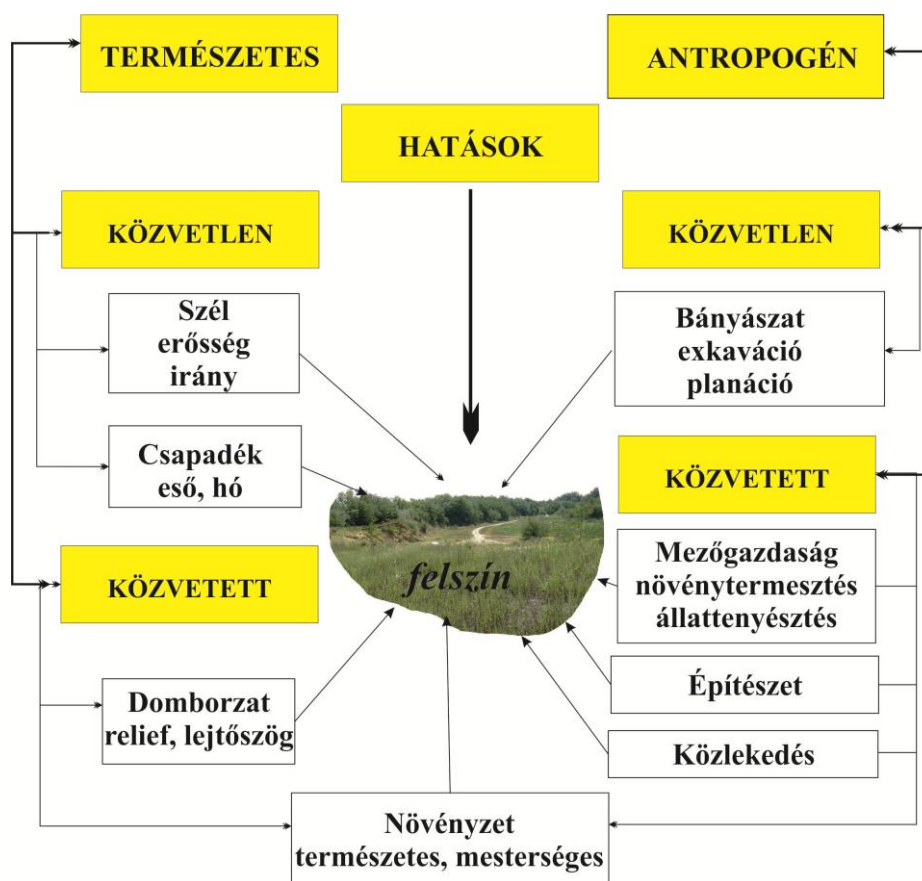 TERMÉSZETES
ANTROPOGÉN
HATÁSOK
KÖZVETLEN
KÖZVETLEN
Szél
erősség
irány
Bányászat
exkaváció
planáció
Csapadék
eső, hó
KÖZVETETT
KÖZVETETT
felszín
Mezőgazdaság
növénytermesztés
állattenyésztés
Domborzat
relief, lejtőszög
Építészet
Közlekedés
Növényzet
természetes, mesterséges